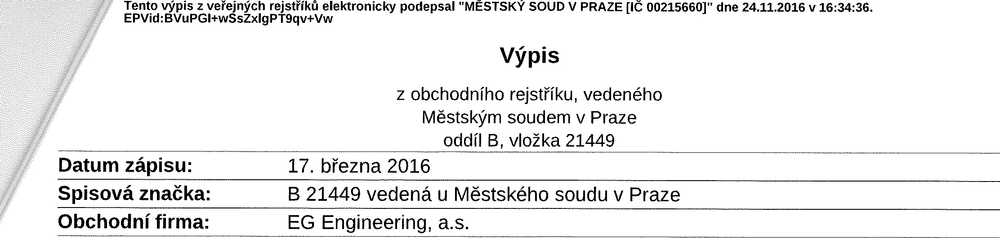 Tento výpis z veřejných rejstříků elektronicky podepsal "MĚSTSKÝ SOUD V PRAZE [IČ 00215660]" dne 24.11.2016 v 16:34:36.
EPVid:BVuPGI+wSsZxIgPT9qv+Vw
Výpis
z obchodního rejstříku, vedeného
Městským soudem v Praze
oddíl B, vložka 21449
Datum zápisu: 17. března 2016
Spisová značka: B 21449 vedená u Městského soudu v Praze
Obchodní firma: EG Engineering, a.s.